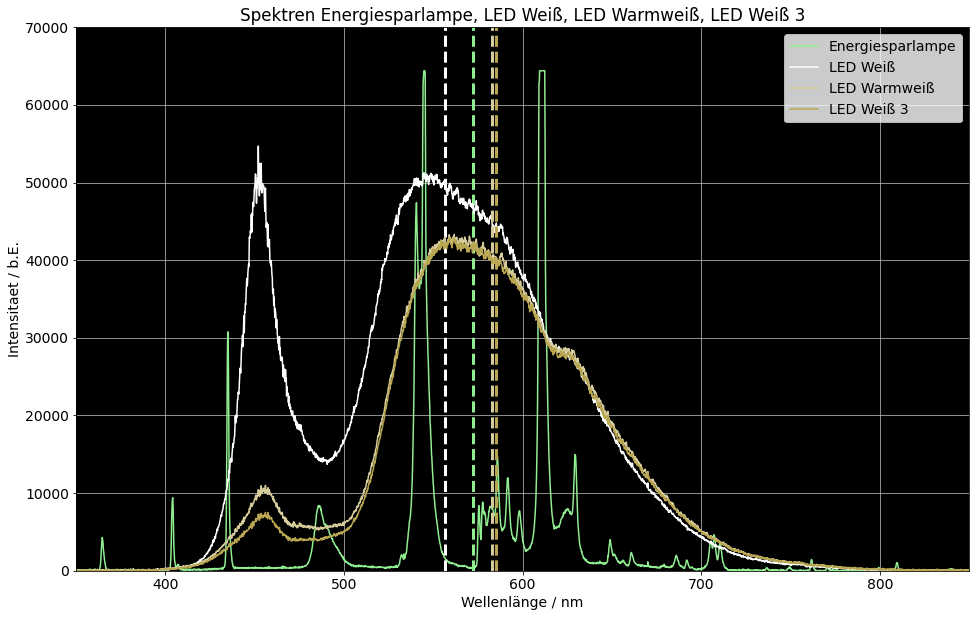 Spektren Energiesparlampe, LED Weiß, LED Warmweiß, LED Weiß 3
Energiesparlampe
LED Weiß
LED Warmweiß
LED Weiß 3
70000
60000
50000
40000
30000
20000
10000
0
Intensitaet / b.E.
400 500 600 700 800
Wellenlänge / nm